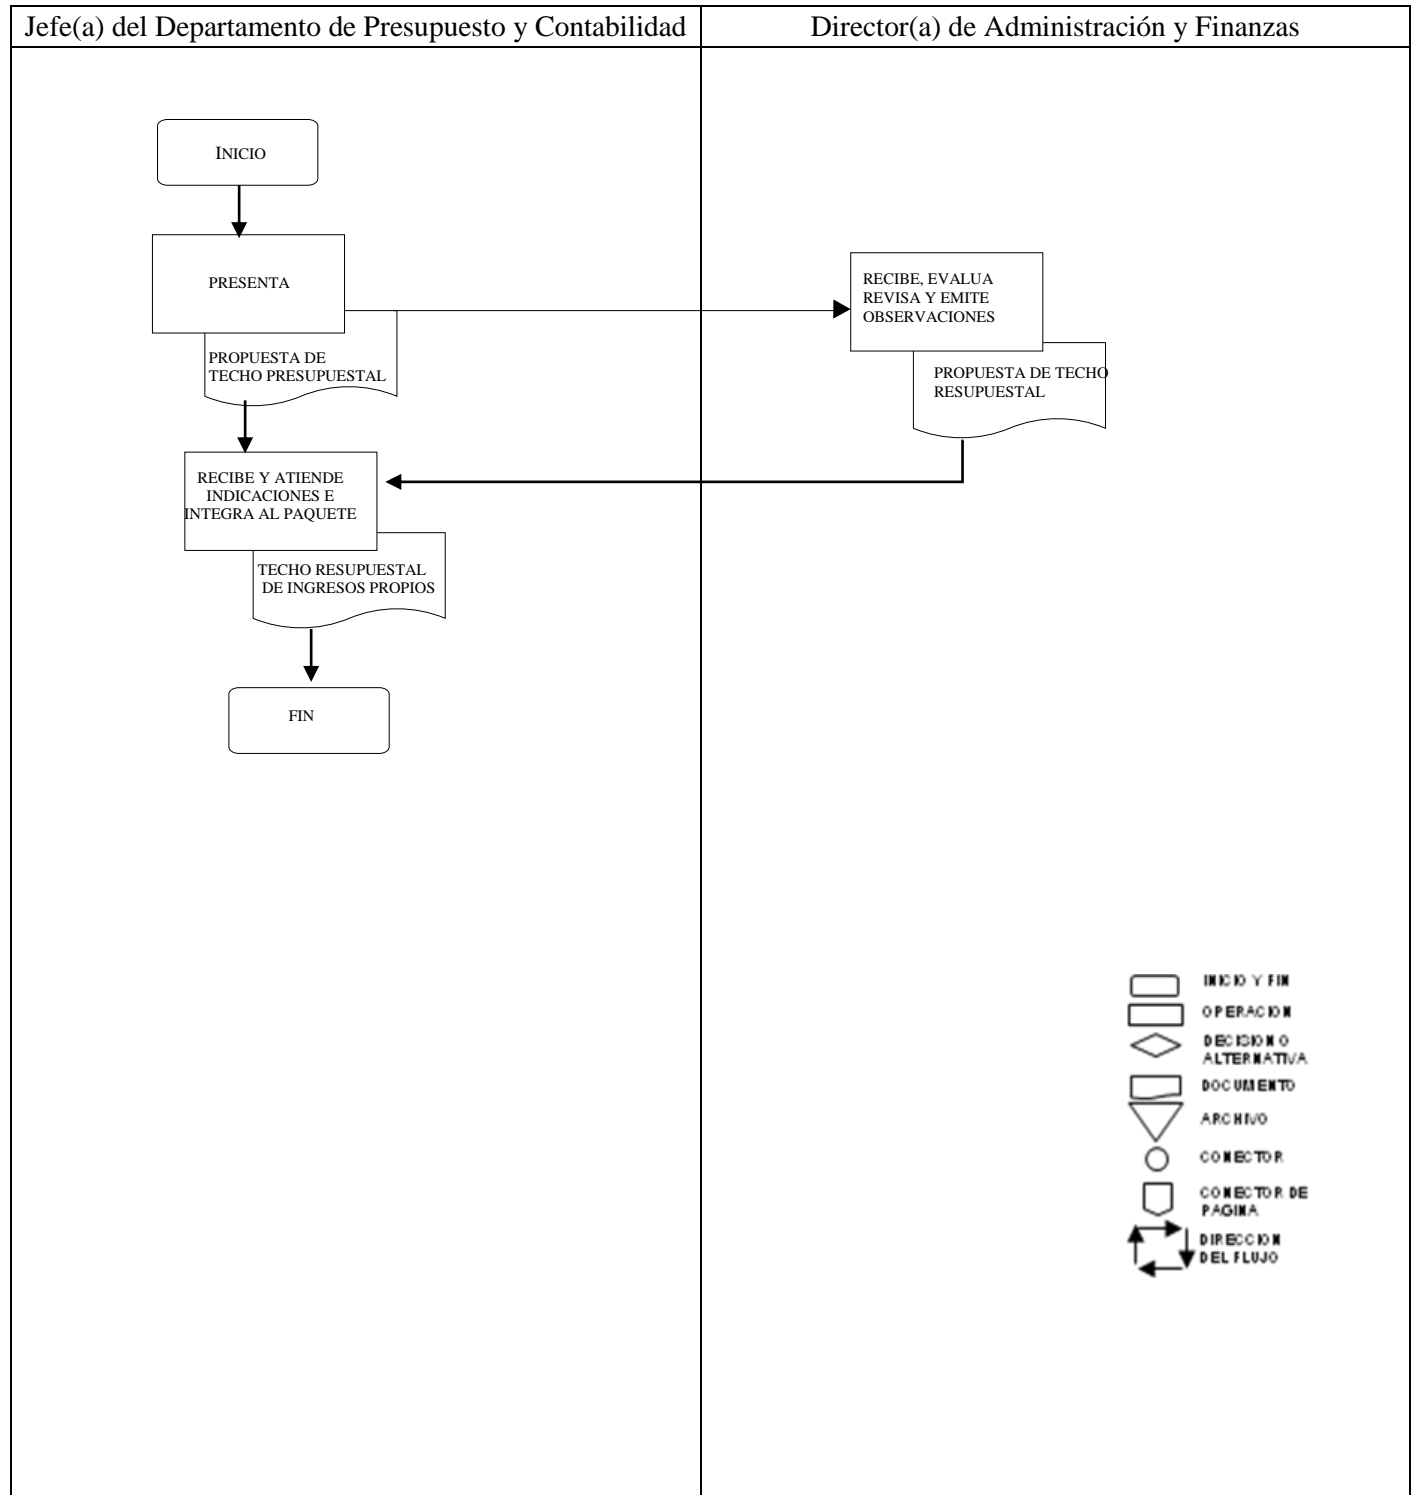 Jefe(a) del Departamento de Presupuesto y Contabilidad
Director(a) de Administración y Finanzas
INICIO
PRESENTA
PROPUESTA DE
TECHO PRESUPUESTAL
RECIBE, EVALUA
REVISA Y EMITE
OBSERVACIONES
PROPUESTA DE TECHO
RESUPUESTAL
RECIBE Y ATIENDE
INDICACIONES E
INTEGRA AL PAQUETE
TECHO RESUPUESTAL
DE INGRESOS PROPIOS
FIN
INICIO Y FIN
OPERACION
DECISION O
ALTERNATIVA
DOCUMENTO
ARCHIVO
CONECTOR
CONECTOR DE
PAGINA
DIRECCION
DEL FLUJO